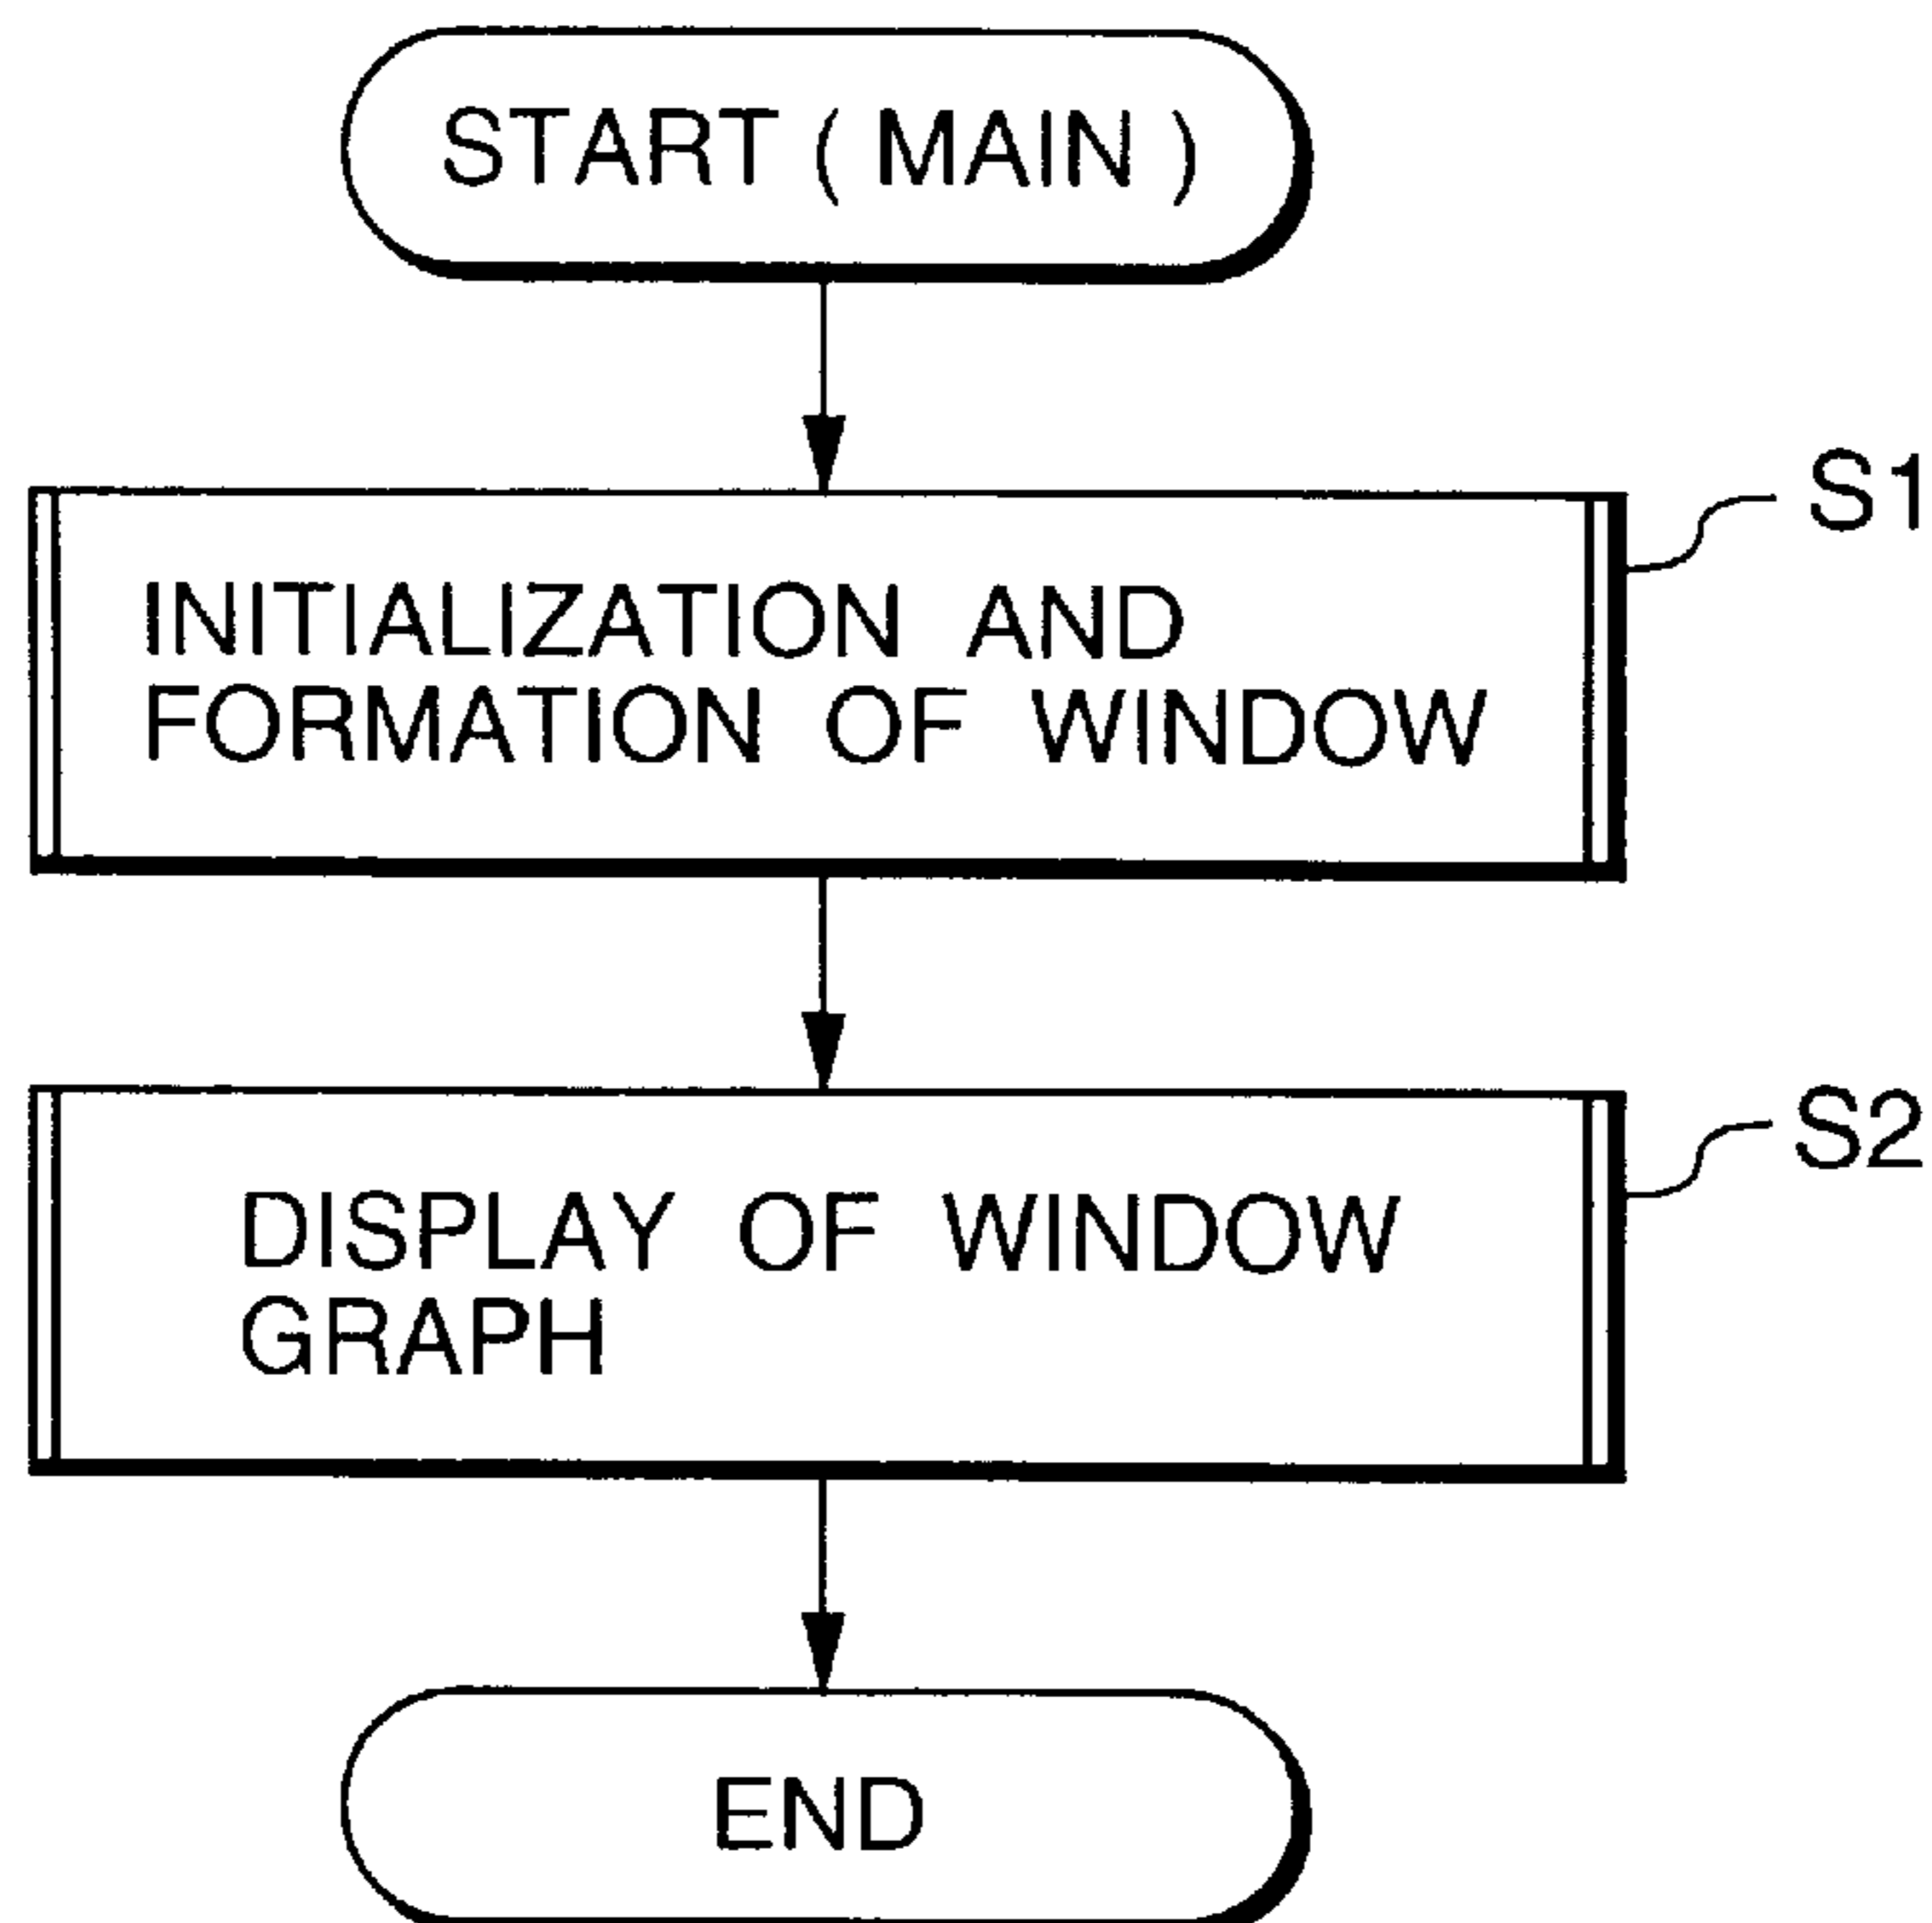 START ( MAIN )
S1
INITIALIZATION AND
FORMATION OF WINDOW
S2
DISPLAY OF WINDOW
GRAPH
END